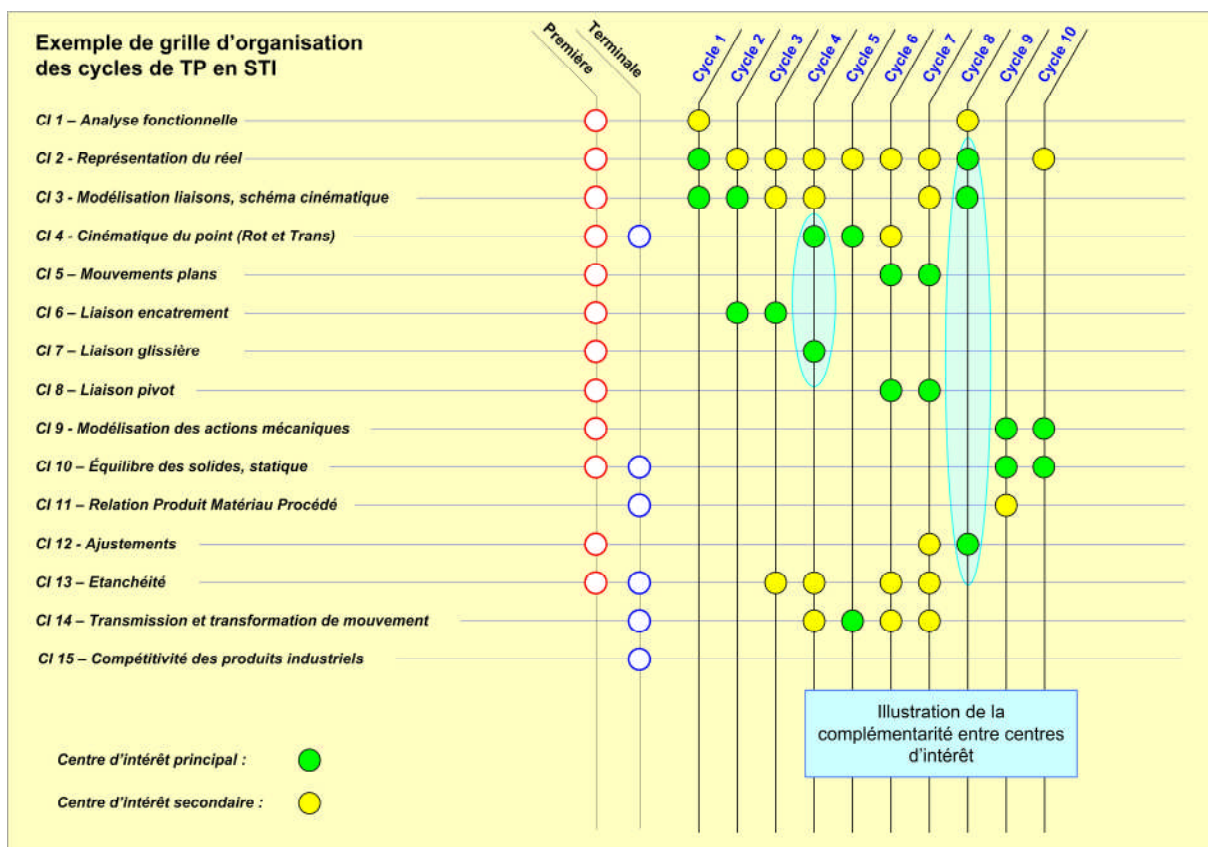 Exemple de grille d'organisation
des cycles de TP en STI
Première
Terminale
Cycle 1
Cycle 2
Cycle 3
Cycle 4
Cycle 5
Cycle 6
Cycle 7
Cycle 8
Cycle 9
Cycle 10
CI 1 – Analyse fonctionnelle
CI 2 - Représentation du réel
CI 3 - Modélisation liaisons, schéma cinématique
CI 4 - Cinématique du point (Rot et Trans)
CI 5 - Mouvements plans
CI 6 – Liaison encatrement
CI 7 – Liaison glissière
CI 8 – Liaison pivot
CI 9 - Modélisation des actions mécaniques
CI 10 – Équilibre des solides, statique
CI 11 – Relation Produit Matériau Procédé
CI 12 - Ajustements
CI 13 – Etanchéité
CI 14 – Transmission et transformation de mouvement
CI 15 – Compétitivité des produits industriels
Illustration de la
complémentarité entre centres
d'intérêt
Centre d'intérêt principal :
Centre d'intérêt secondaire :